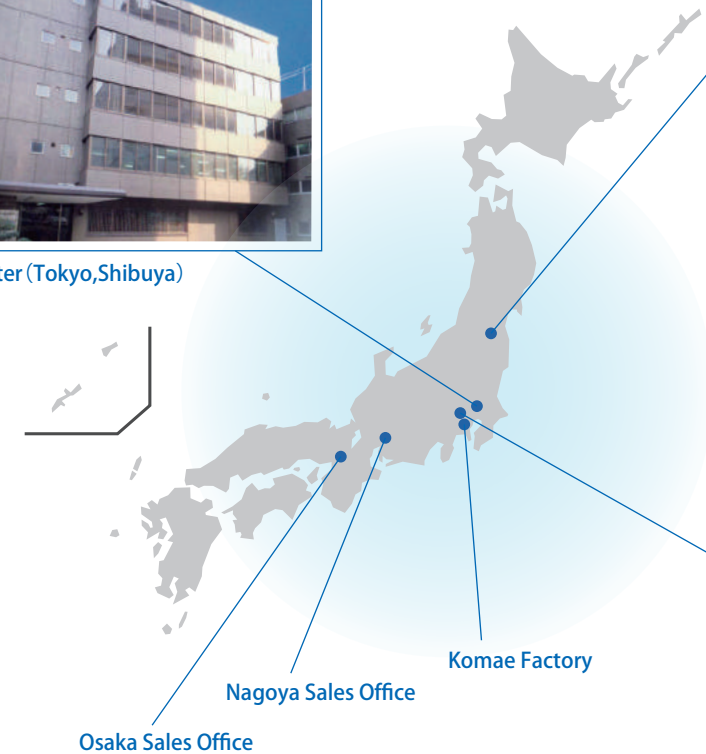 ter（Tokyo,Shibuya）
Komae Factory
Nagoya Sales Office
Osaka Sales Office